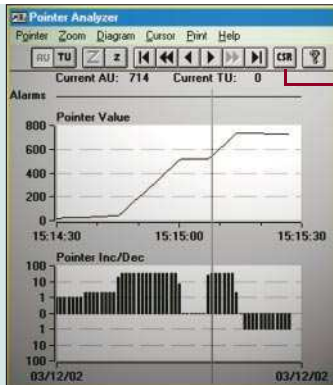 Pointer Analyzer
Pointer Zoom Diagram Cursor Print Help
AU TU Z z CSR ?
Current AU: 714 Current TU: 0
Alarms
Pointer Value
800
600
400
200
0
15:14:30 15:15:00 15:15:30
Pointer Inc/Dec
100
10
1
0
1
10
100
03/12/02 03/12/02